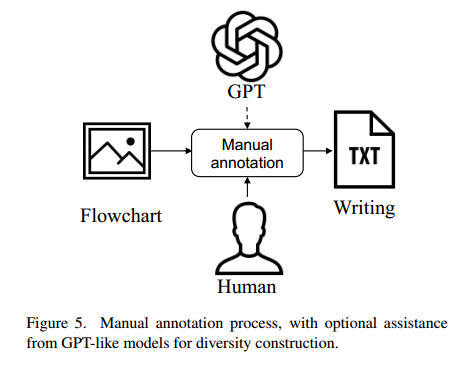 GPT
Manual
annotation
TXT
Flowchart
Writing
Human
Figure 5. Manual annotation process, with optional assistance
from GPT-like models for diversity construction.